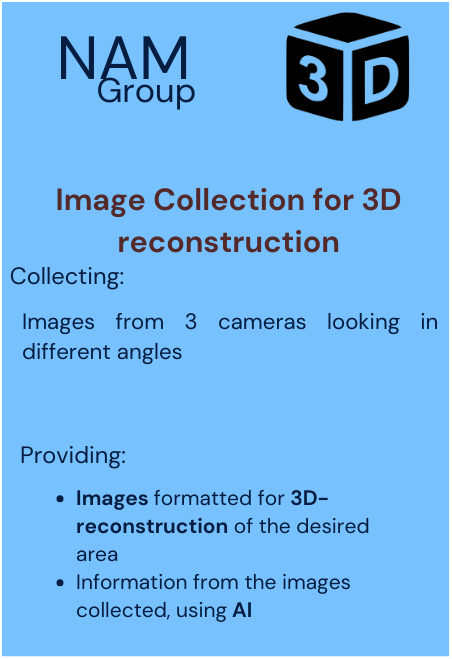 NAM
Group
3D
Image Collection for 3D
reconstruction
Collecting:
Images from 3 cameras looking in
different angles
Providing:
• Images formatted for 3D-
reconstruction of the desired
area
• Information from the images
collected, using AI